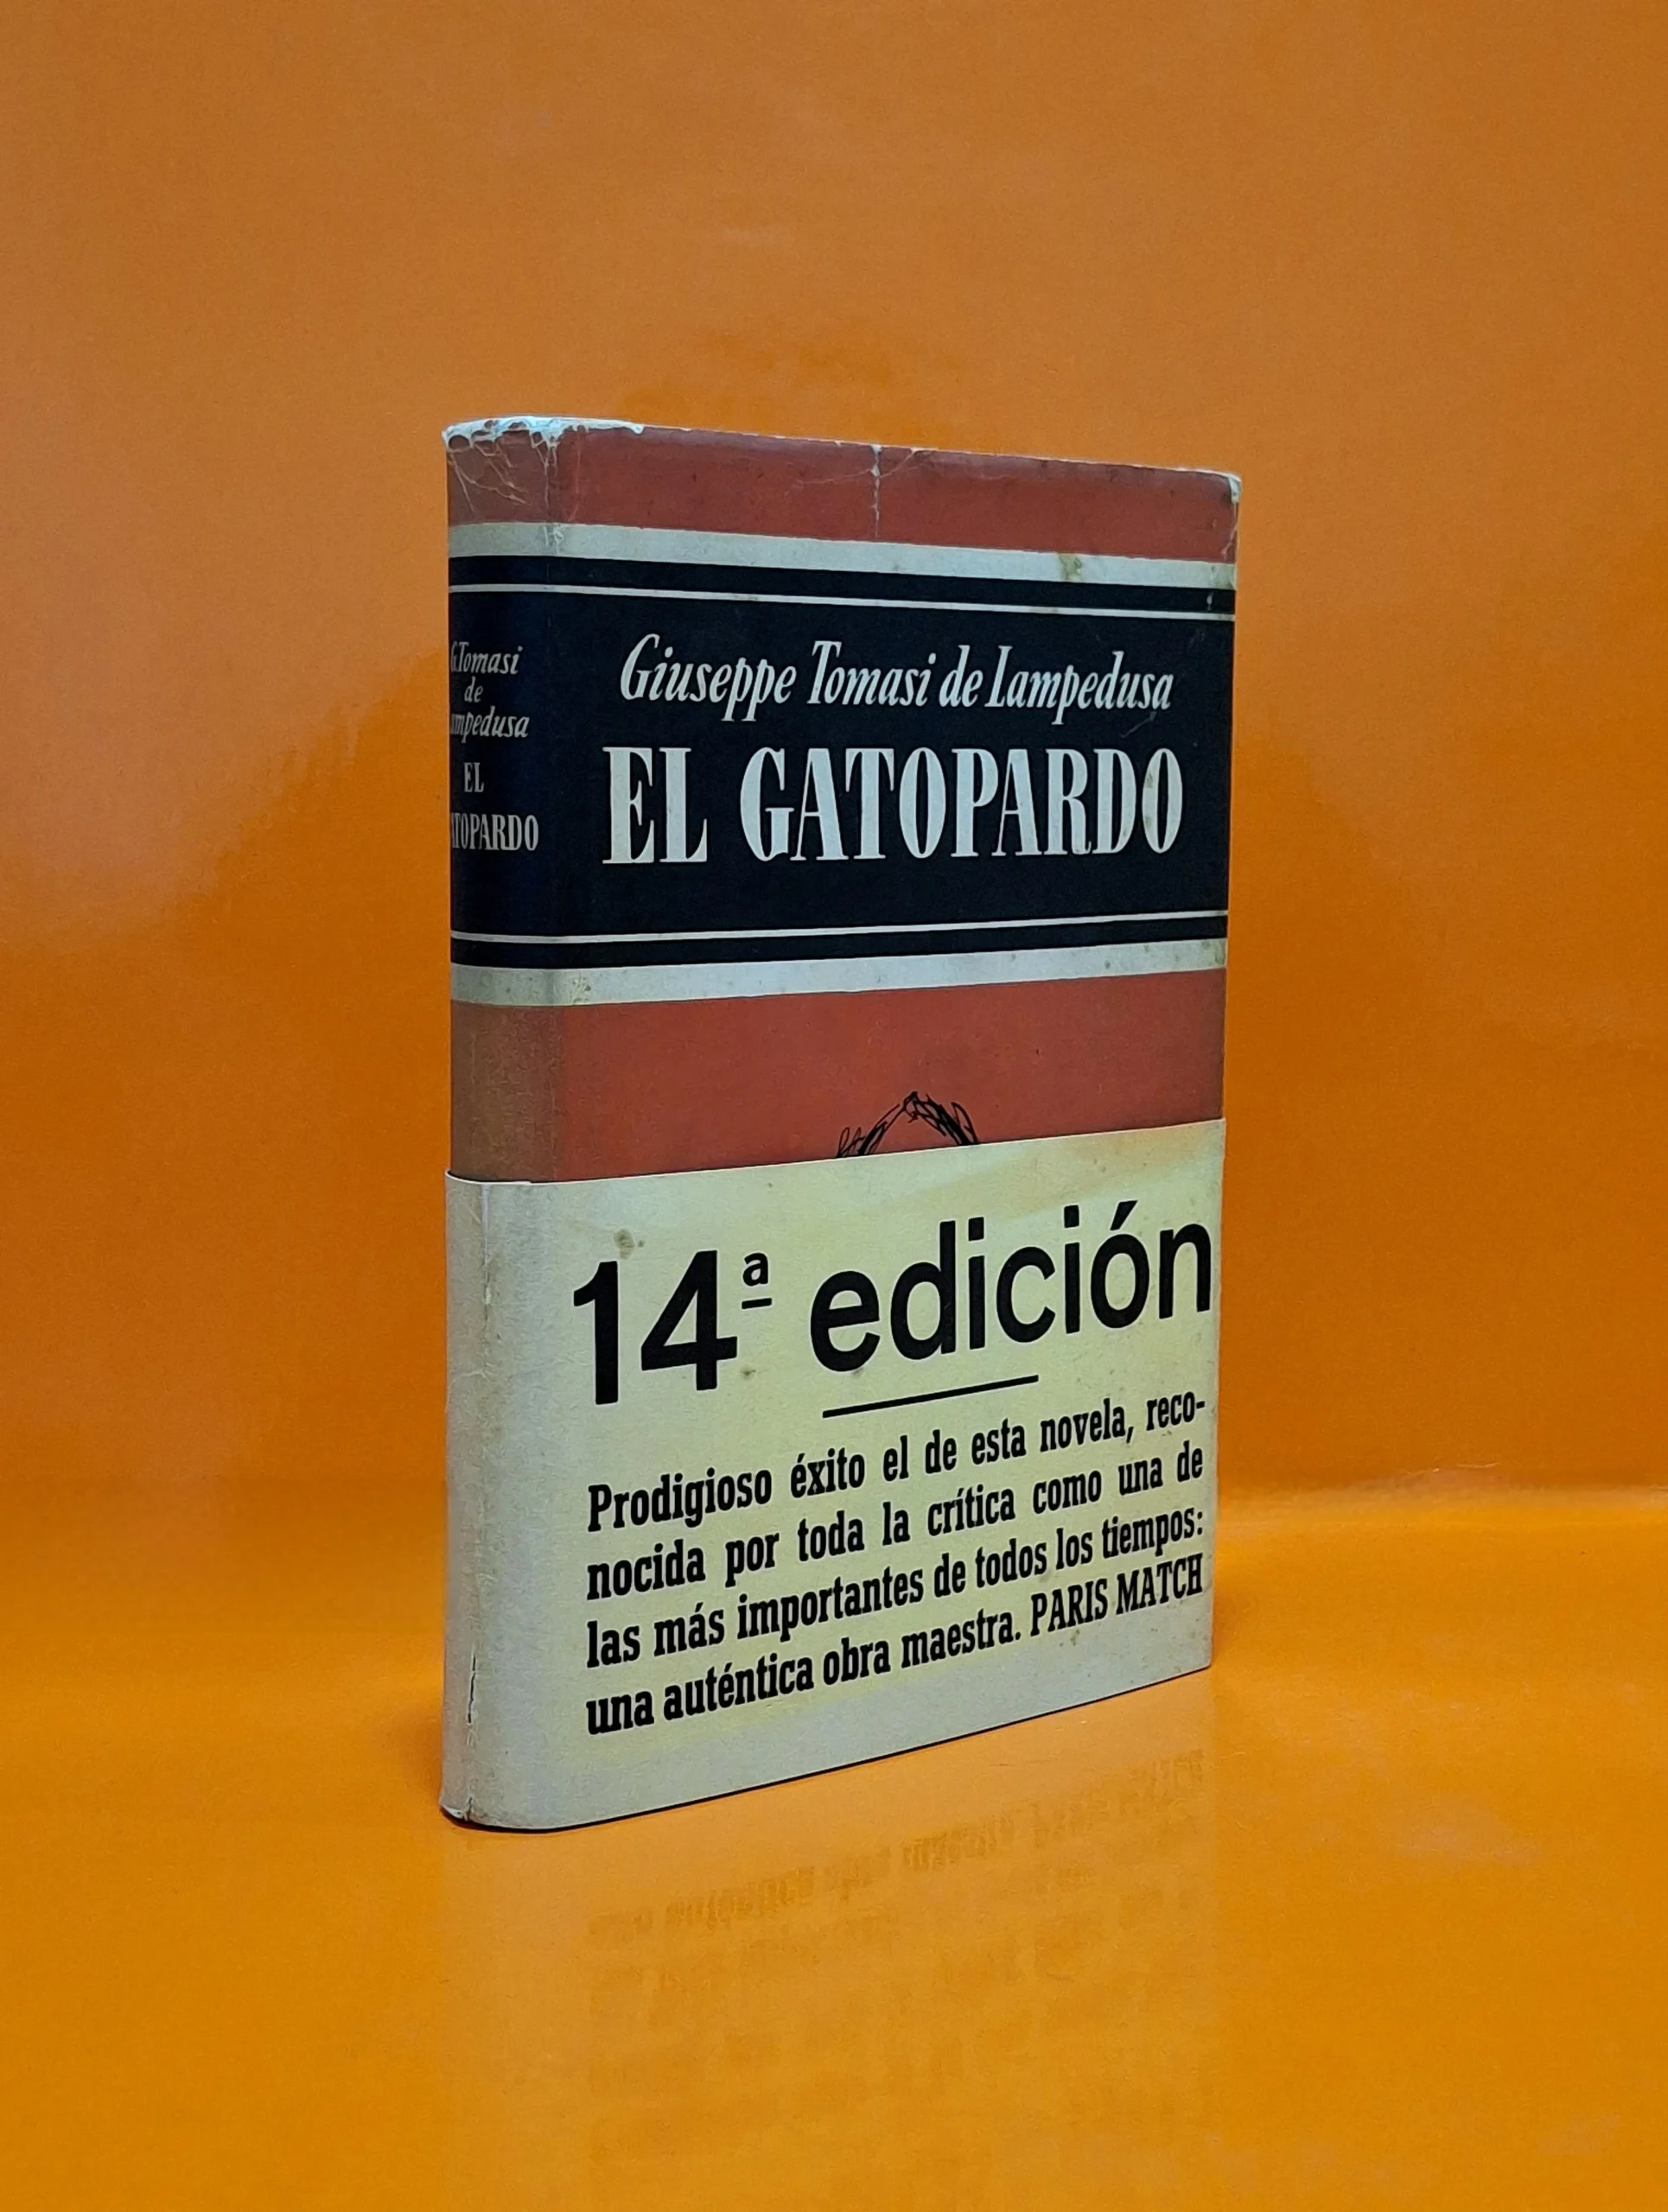 G. Tomasi
de
EL
Giuseppe Tomasi de Lampedusa
EL GATOPARDO
14ª edición
Prodigioso éxito el de esta novela, reco-
nocida por toda la crítica como una de
las más importantes de todos los tiempos:
una auténtica obra maestra. PARIS MATCH